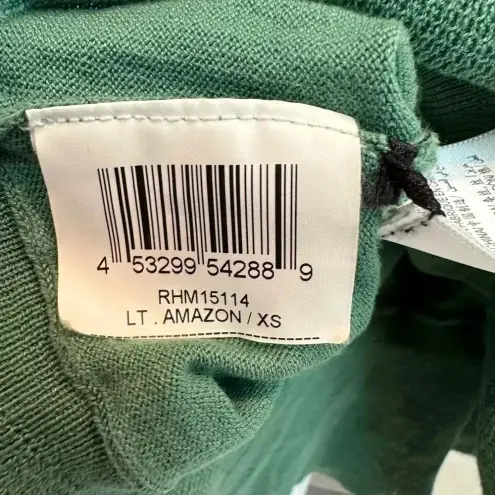 4 53299 54288 9
RHM15114
LT . AMAZON / XS